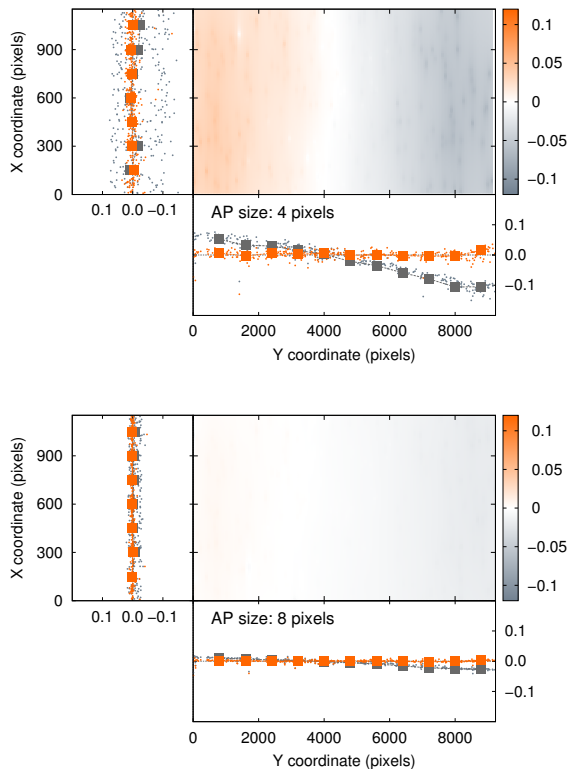 X coordinate (pixels)
900
600
300
0
0.1 0.0 −0.1
0.1
0.05
0
−0.05
−0.1
AP size: 4 pixels
0.1
0.0
−0.1
0 2000 4000 6000 8000
Y coordinate (pixels)
X coordinate (pixels)
900
600
300
0
0.1 0.0 −0.1
0.1
0.05
0
−0.05
−0.1
AP size: 8 pixels
0.1
0.0
−0.1
0 2000 4000 6000 8000
Y coordinate (pixels)